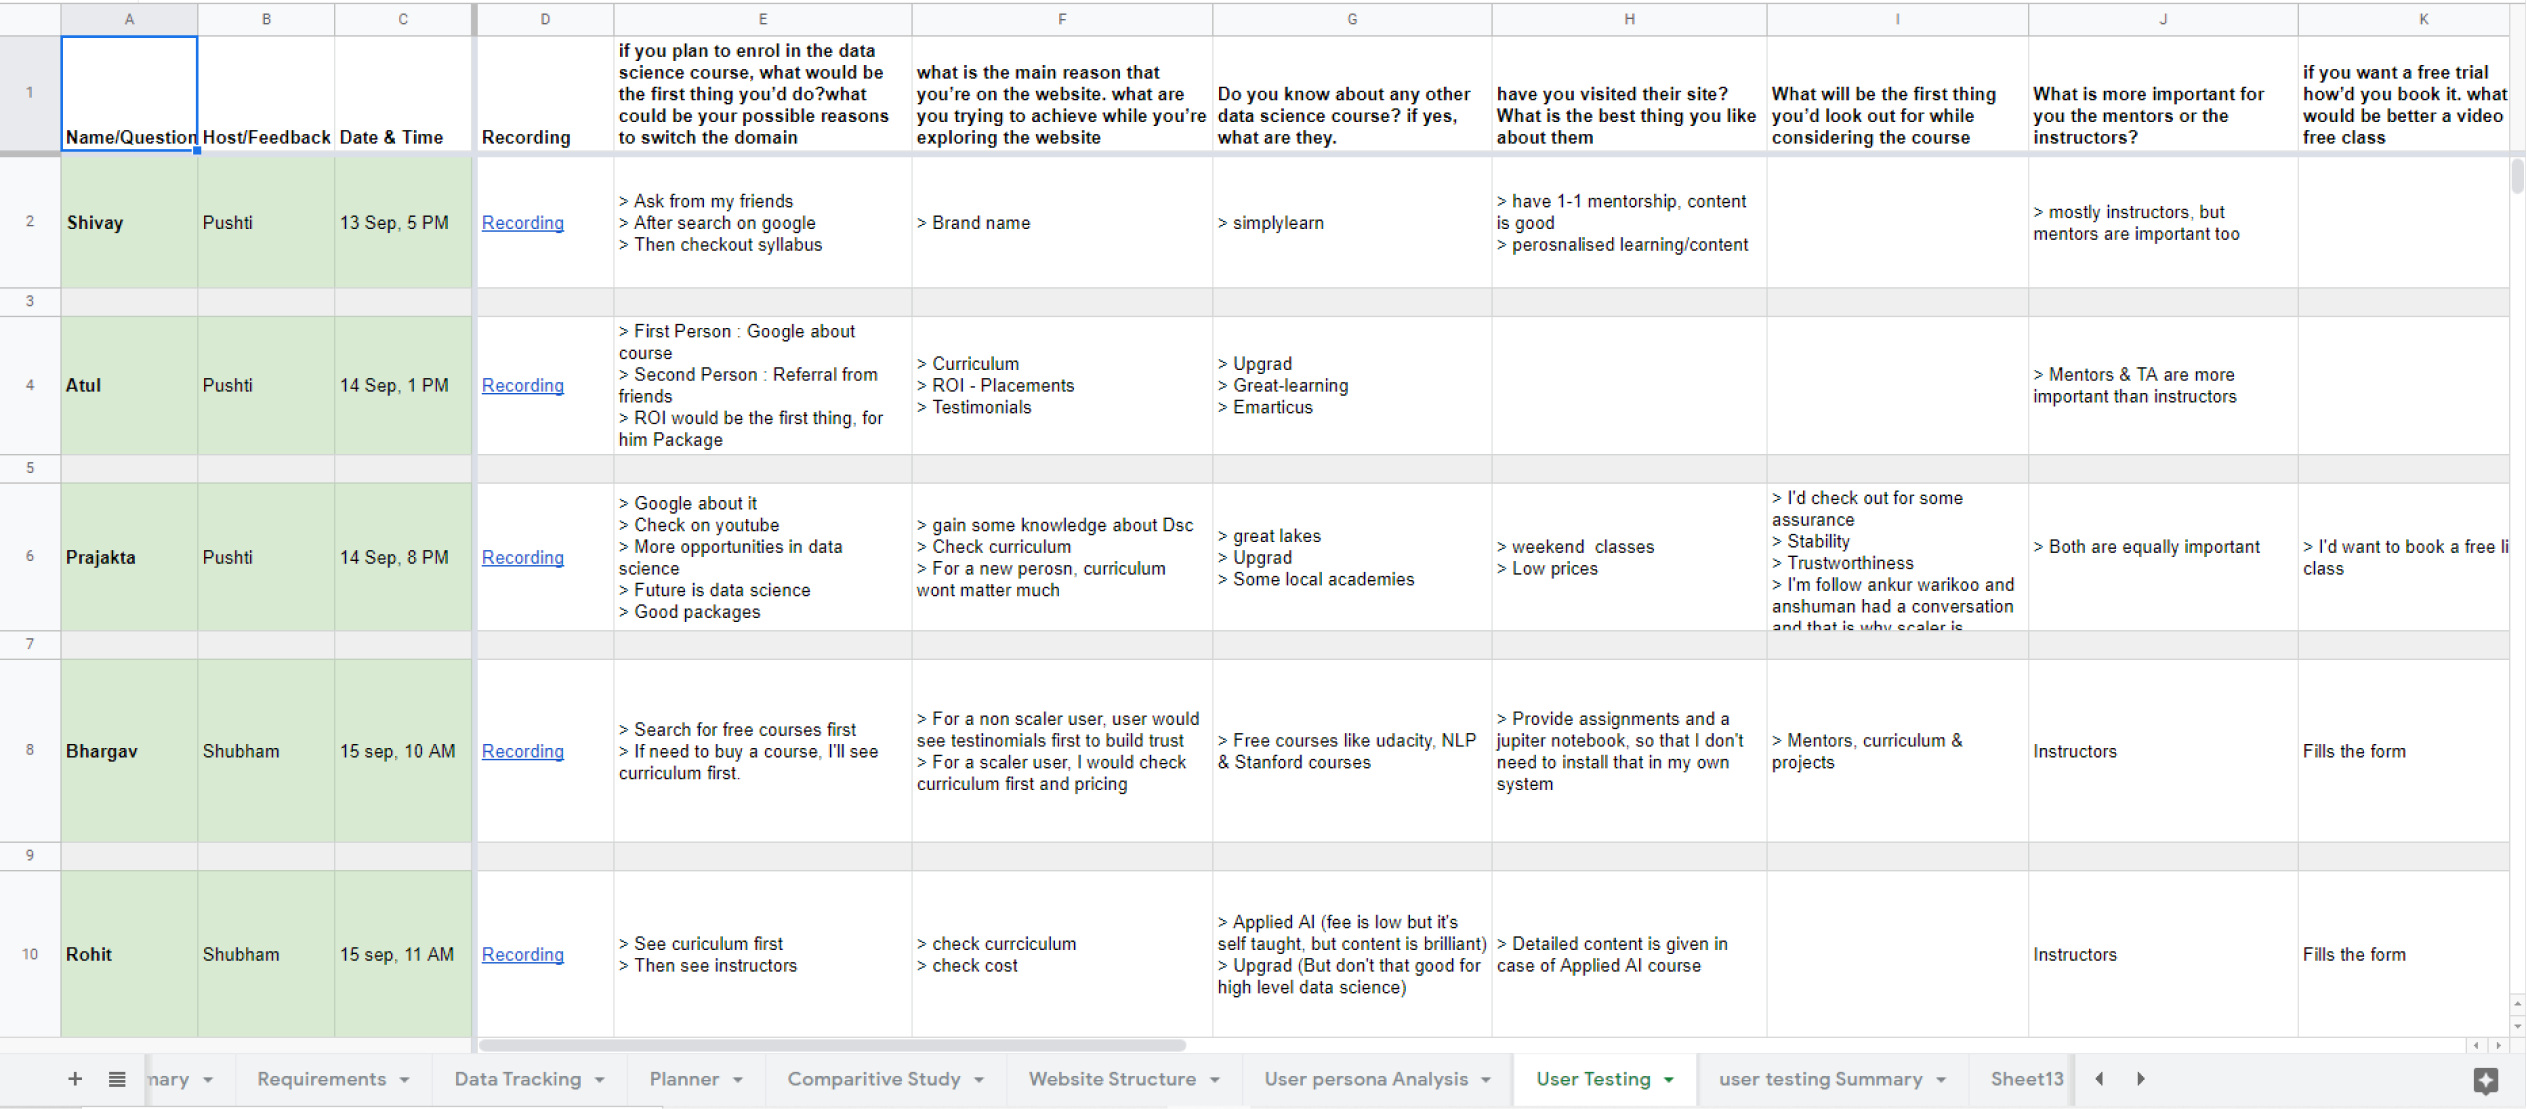 A B C D E F G H I J K
1
Name/Question
Host/Feedback
Date & Time
Recording
if you plan to enrol in the data
science course, what would be
the first thing you'd do?what
could be your possible reasons
to switch the domain
what is the main reason that
you're on the website. what are
you trying to achieve while you're
exploring the website
Do you know about any other
data science course? if yes,
what are they.
have you visited their site?
What is the best thing you like
about them
What will be the first thing
you'd look out for while
considering the course
What is more important for
you the mentors or the
instructors?
if you want a free trial
how'd you book it. what
would be better a video
free class
2
Shivay
Pushti
13 Sep, 5 PM
Recording
> Ask from my friends
> After search on google
> Then checkout syllabus
> Brand name
> simplylearn
> have 1-1 mentorship, content
is good
> perosnalised learning/content
> mostly instructors, but
mentors are important too
3
4
Atul
Pushti
14 Sep, 1 PM
Recording
> First Person : Google about
course
> Second Person : Referral from
friends
> ROI would be the first thing, for
him Package
> Curriculum
> ROI - Placements
> Testimonials
> Upgrad
> Great-learning
> Emarticus
> Mentors & TA are more
important than instructors
5
6
Prajakta
Pushti
14 Sep, 8 PM
Recording
> Google about it
> Check on youtube
> More opportunities in data
science
> Future is data science
> Good packages
> gain some knowledge about Dsc
> Check curriculum
> For a new perosn, curriculum
wont matter much
> great lakes
> Upgrad
> Some local academies
> weekend  classes
> Low prices
> I'd check out for some
assurance
> Stability
> Trustworthiness
> I'm follow ankur warikoo and
anshuman had a conversation
and that is why scaler is
> Both are equally important
> I'd want to book a free li
class
7
8
Bhargav
Shubham
15 sep, 10 AM
Recording
> Search for free courses first
> If need to buy a course, I'll see
curriculum first.
> For a non scaler user, user would
see testinomials first to build trust
> For a scaler user, I would check
curriculum first and pricing
> Free courses like udacity, NLP
& Stanford courses
> Provide assignments and a
jupiter notebook, so that I don't
need to install that in my own
system
> Mentors, curriculum &
projects
Instructors
Fills the form
9
10
Rohit
Shubham
15 sep, 11 AM
Recording
> See curiculum first
> Then see instructors
> check currciculum
> check cost
> Applied AI (fee is low but it's
self taught, but content is brilliant)
> Upgrad (But don't that good for
high level data science)
> Detailed content is given in
case of Applied AI course
Instructors
Fills the form
mary Requirements Data Tracking Planner Comparitive Study Website Structure User persona Analysis User Testing user testing Summary Sheet13